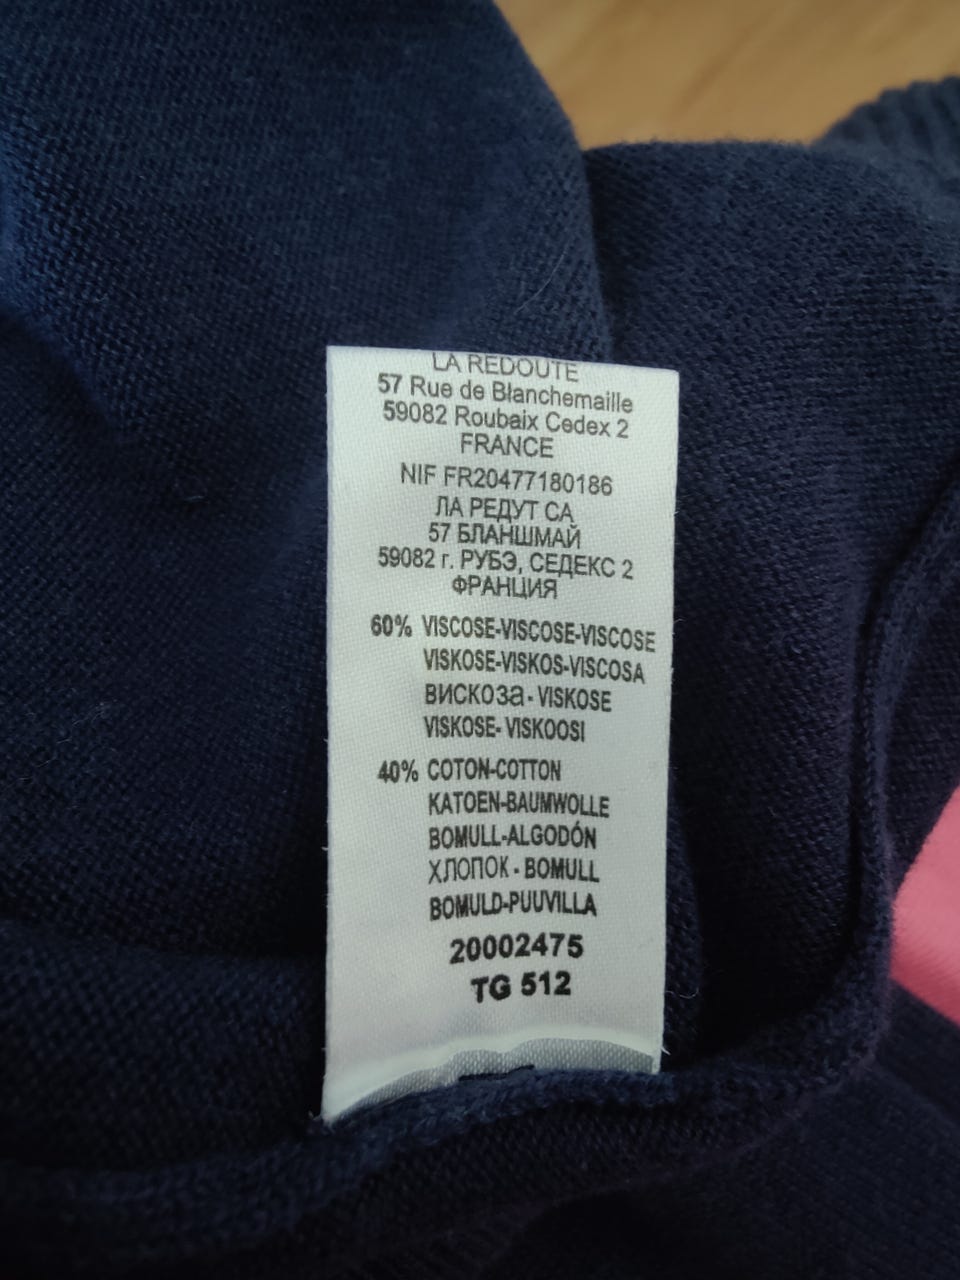 LA REDOUTE
57 Rue de Blanchemaille
59082 Roubaix Cedex 2
FRANCE
NIF FR20477180186
ЛА РЕДУТ СА
57 БЛАНШМАЙ
59082 г. РУБЭ, СЕДЕКС 2
ФРАНЦИЯ
60% VISCOSE-VISCOSE-VISCOSE
VISKOSE-VISKOS-VISCOSA
ВИСКОЗа - VISKOSE
VISKOSE- VISKOOSI
40% COTON-COTTON
KATOEN-BAUMWOLLE
BOMULL-ALGODÓN
ХЛОПОК - BOMULL
BOMULD-PUUVILLA
20002475
TG 512